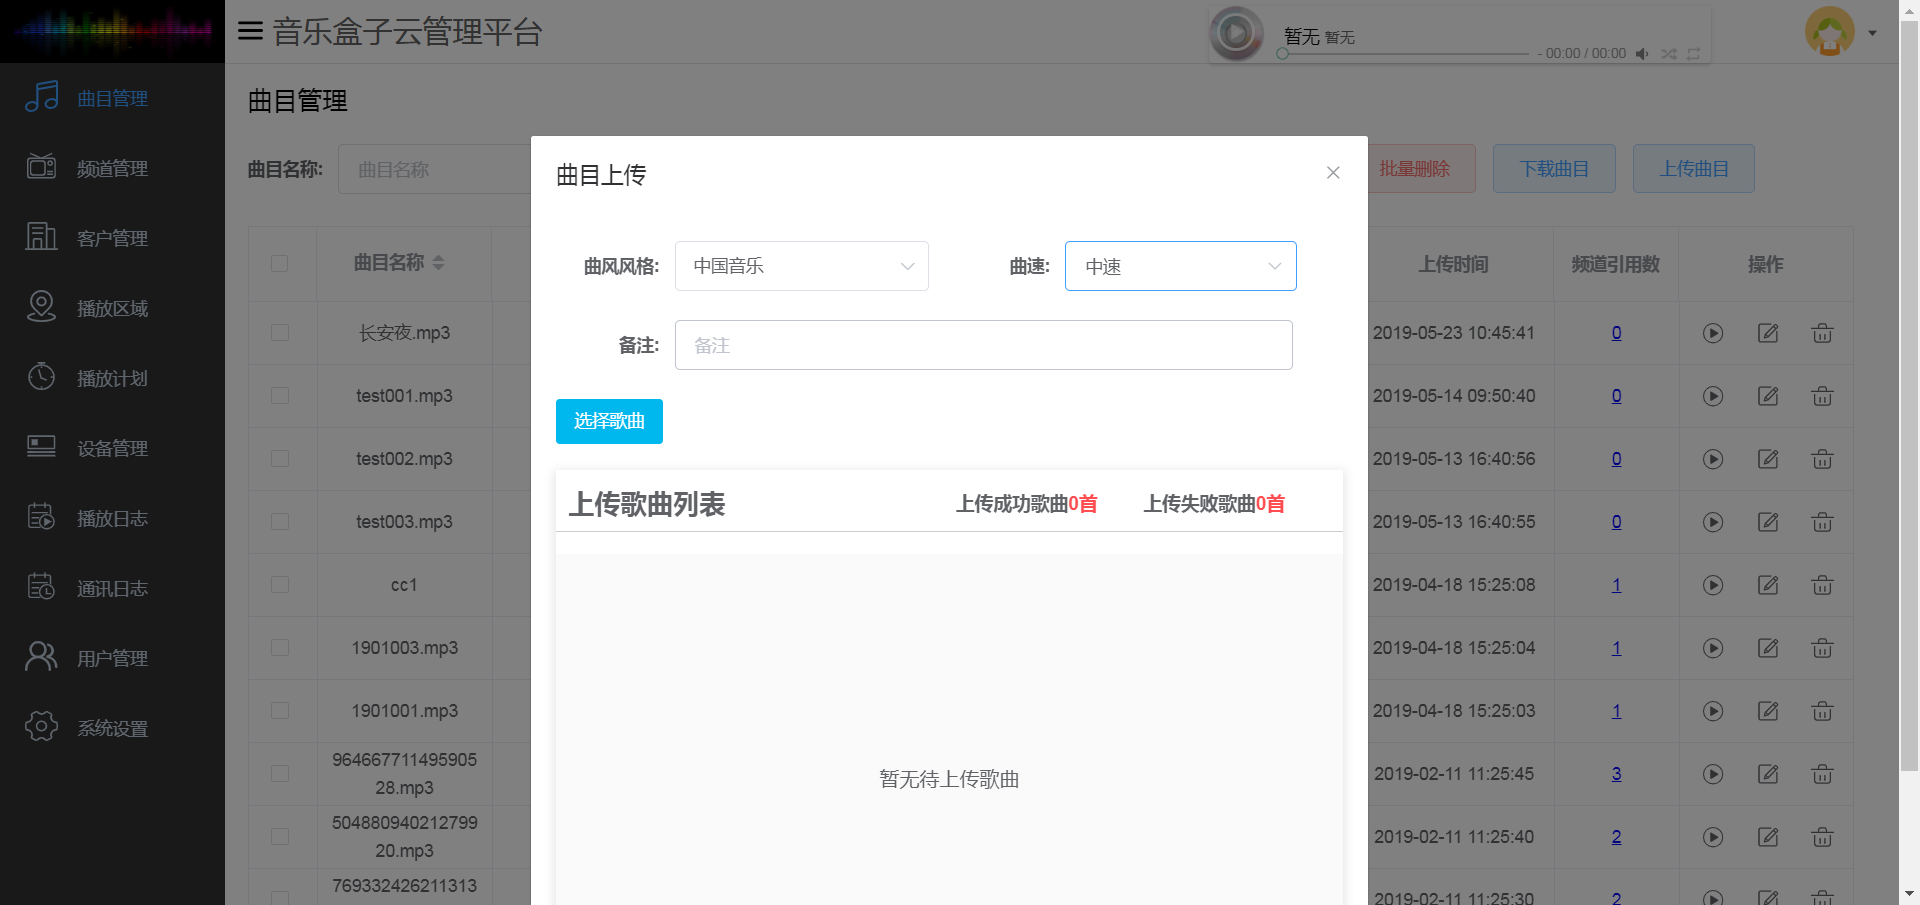 音乐盒子云管理平台
暂无 暂无
- 00:00 / 00:00
曲目管理
频道管理
客户管理
播放区域
播放计划
设备管理
播放日志
通讯日志
用户管理
系统设置
曲目管理
曲目名称: 曲目名称
批量删除 下载曲目 上传曲目
曲目名称 上传时间 频道引用数 操作
长安夜.mp3 2019-05-23 10:45:41 0
test001.mp3 2019-05-14 09:50:40 0
test002.mp3 2019-05-13 16:40:56 0
test003.mp3 2019-05-13 16:40:55 0
cc1 2019-04-18 15:25:08 1
1901003.mp3 2019-04-18 15:25:04 1
1901001.mp3 2019-04-18 15:25:03 1
964667711495905
28.mp3 2019-02-11 11:25:45 3
504880940212799
20.mp3 2019-02-11 11:25:40 2
769332426211313 2019-02-11 11:25:30 2
曲目上传
曲风风格: 中国音乐 曲速: 中速
备注: 备注
选择歌曲
上传歌曲列表 上传成功歌曲0首 上传失败歌曲0首
暂无待上传歌曲